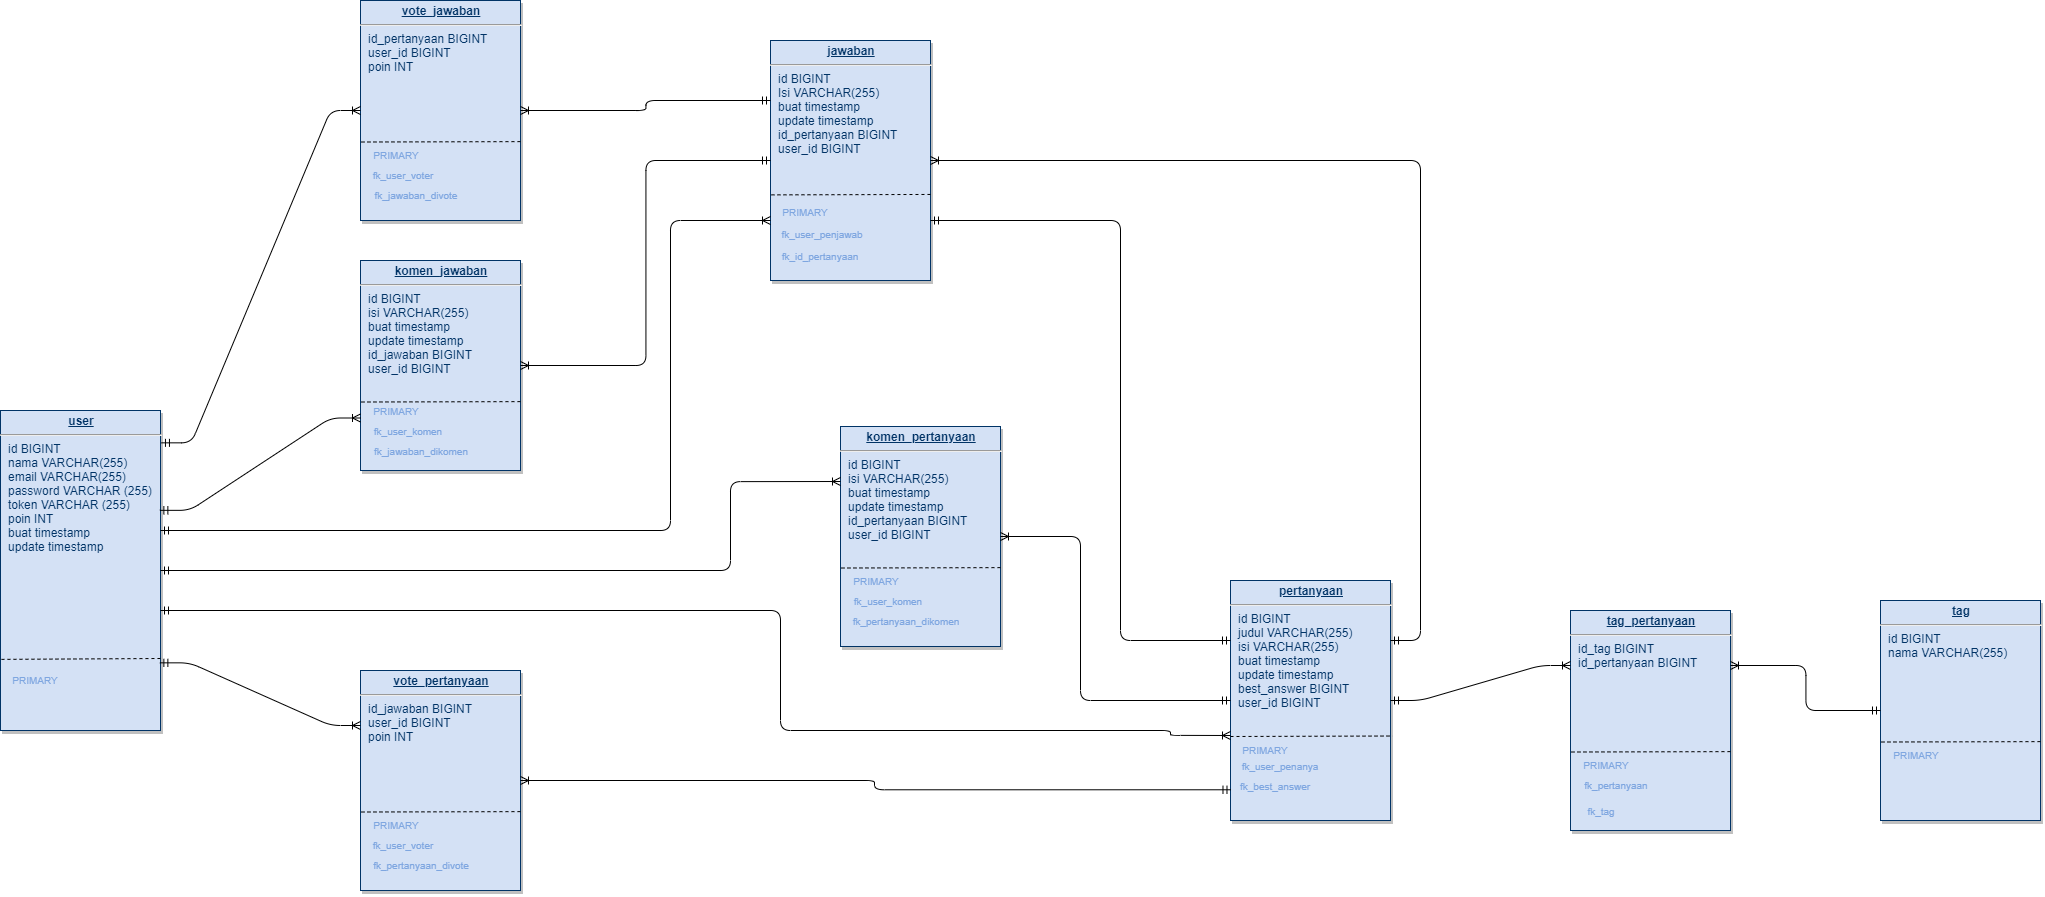 vote_jawaban
id_pertanyaan BIGINT
user_id BIGINT
poin INT
PRIMARY
fk_user_voter
fk_jawaban_divote
jawaban
id BIGINT
Isi VARCHAR(255)
buat timestamp
update timestamp
id_pertanyaan BIGINT
user_id BIGINT
PRIMARY
fk_user_penjawab
fk_id_pertanyaan
komen_jawaban
id BIGINT
isi VARCHAR(255)
buat timestamp
update timestamp
id_jawaban BIGINT
user_id BIGINT
PRIMARY
fk_user_komen
fk_jawaban_dikomen
user
id BIGINT
nama VARCHAR(255)
email VARCHAR(255)
password VARCHAR (255)
token VARCHAR (255)
poin INT
buat timestamp
update timestamp
PRIMARY
komen_pertanyaan
id BIGINT
isi VARCHAR(255)
buat timestamp
update timestamp
id_pertanyaan BIGINT
user_id BIGINT
PRIMARY
fk_user_komen
fk_pertanyaan_dikomen
vote_pertanyaan
id_jawaban BIGINT
user_id BIGINT
poin INT
PRIMARY
fk_user_voter
fk_pertanyaan_divote
pertanyaan
id BIGINT
judul VARCHAR(255)
isi VARCHAR(255)
buat timestamp
update timestamp
best_answer BIGINT
user_id BIGINT
PRIMARY
fk_user_penanya
fk_best_answer
tag_pertanyaan
id_tag BIGINT
id_pertanyaan BIGINT
PRIMARY
fk_pertanyaan
fk_tag
tag
id BIGINT
nama VARCHAR(255)
PRIMARY